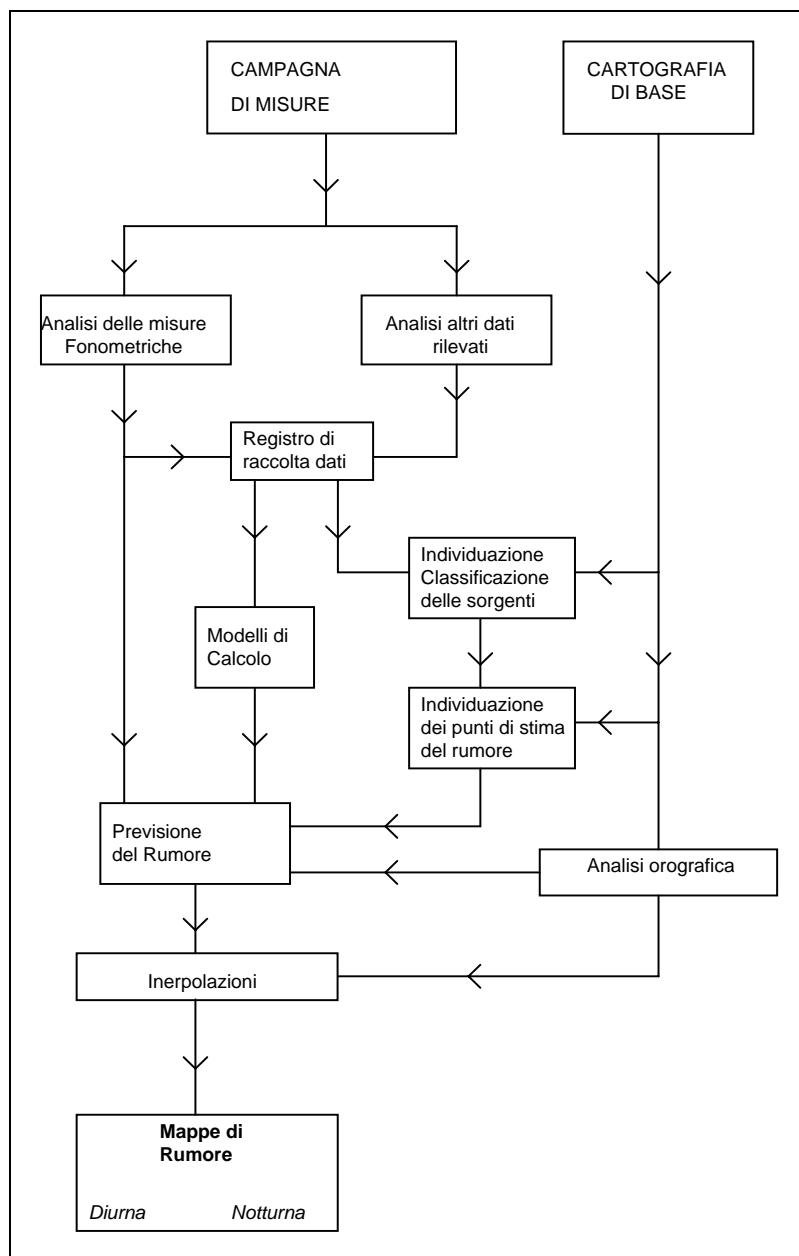 CAMPAGNA
DI MISURE
CARTOGRAFIA
DI BASE
Analisi delle misure
Fonometriche
Analisi altri dati
rilevati
Registro di
raccolta dati
Individuazione
Classificazione
delle sorgenti
Modelli di
Calcolo
Individuazione
dei punti di stima
del rumore
Previsione
del Rumore
Analisi orografica
Inerpolazioni
Mappe di
Rumore
Diurna Notturna